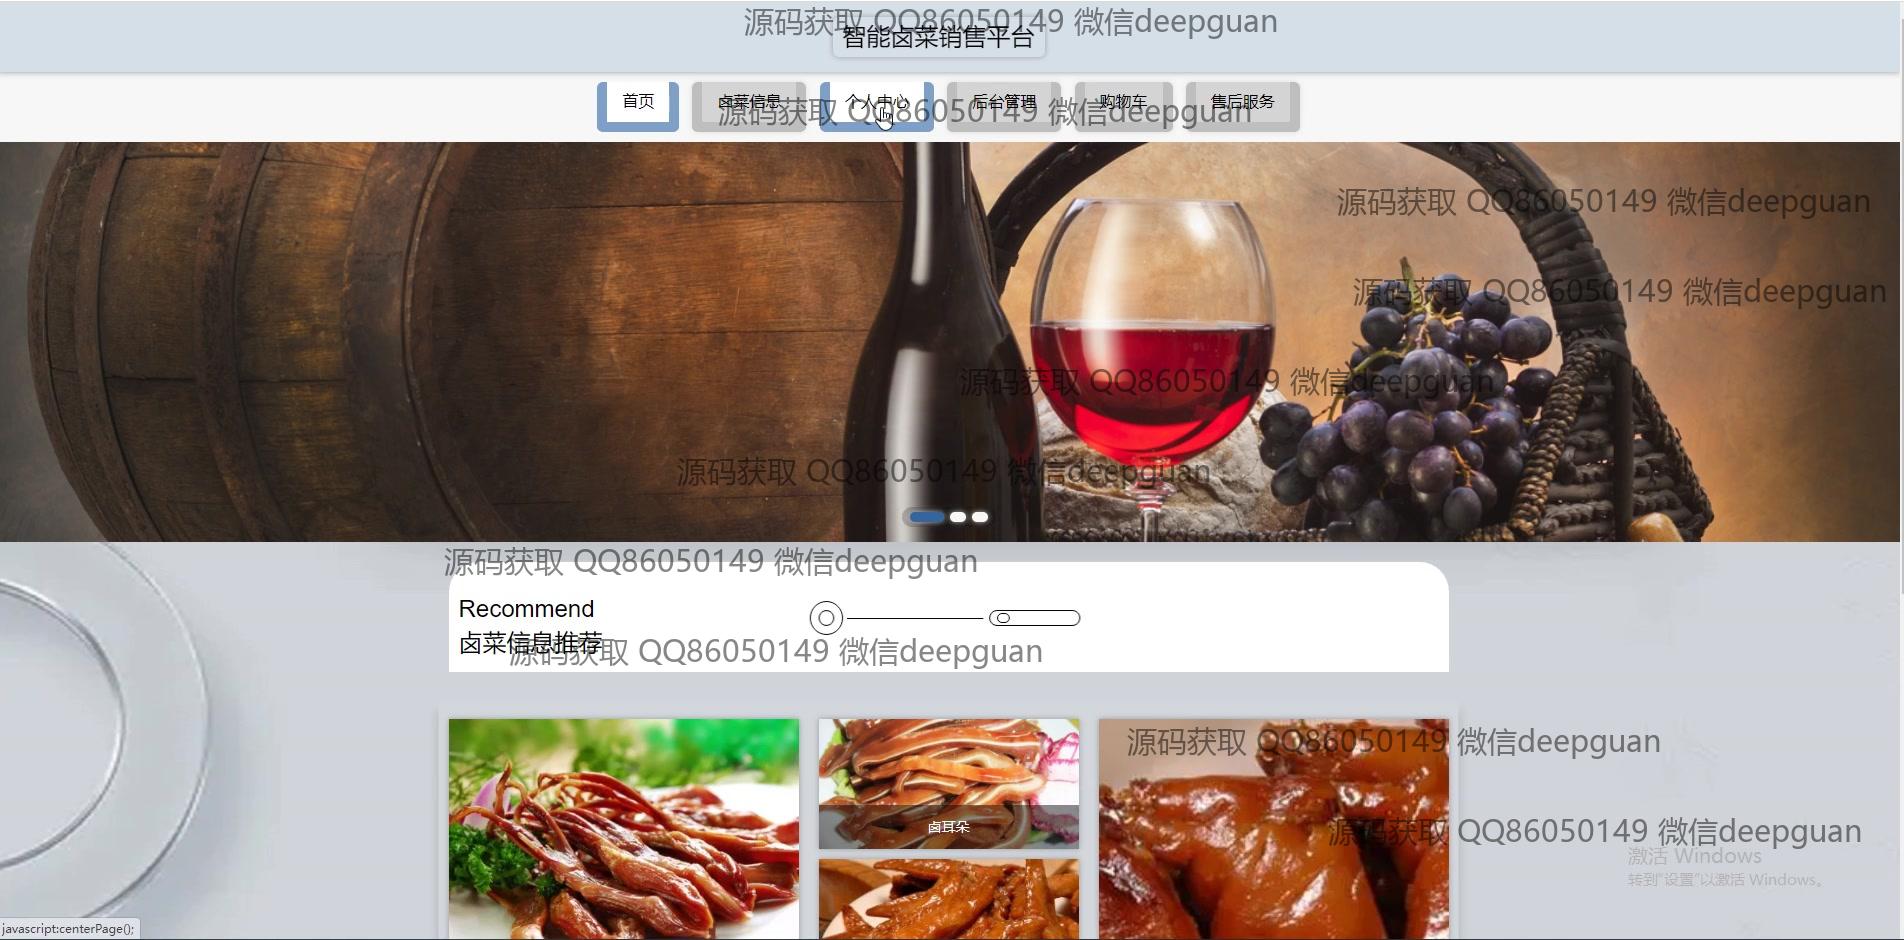 源码获取 QQ86050149 微信deepguan
智能卤菜销售平台
首页
卤菜信息
个人中心
后台管理
购物车
售后服务
源码获取 QQ86050149 微信deepguan
源码获取 QQ86050149 微信deepguan
源码获取 QQ86050149 微信deepguan
源码获取 QQ86050149 微信deepguan
源码获取 QQ86050149 微信deepguan
源码获取 QQ86050149 微信deepguan
Recommend
卤菜信息推荐
源码获取 QQ86050149 微信deepguan
源码获取 QQ86050149 微信deepguan
卤耳朵
源码获取 QQ86050149 微信deepguan
激活 Windows
转到"设置"以激活 Windows。
javascript:centerPage();